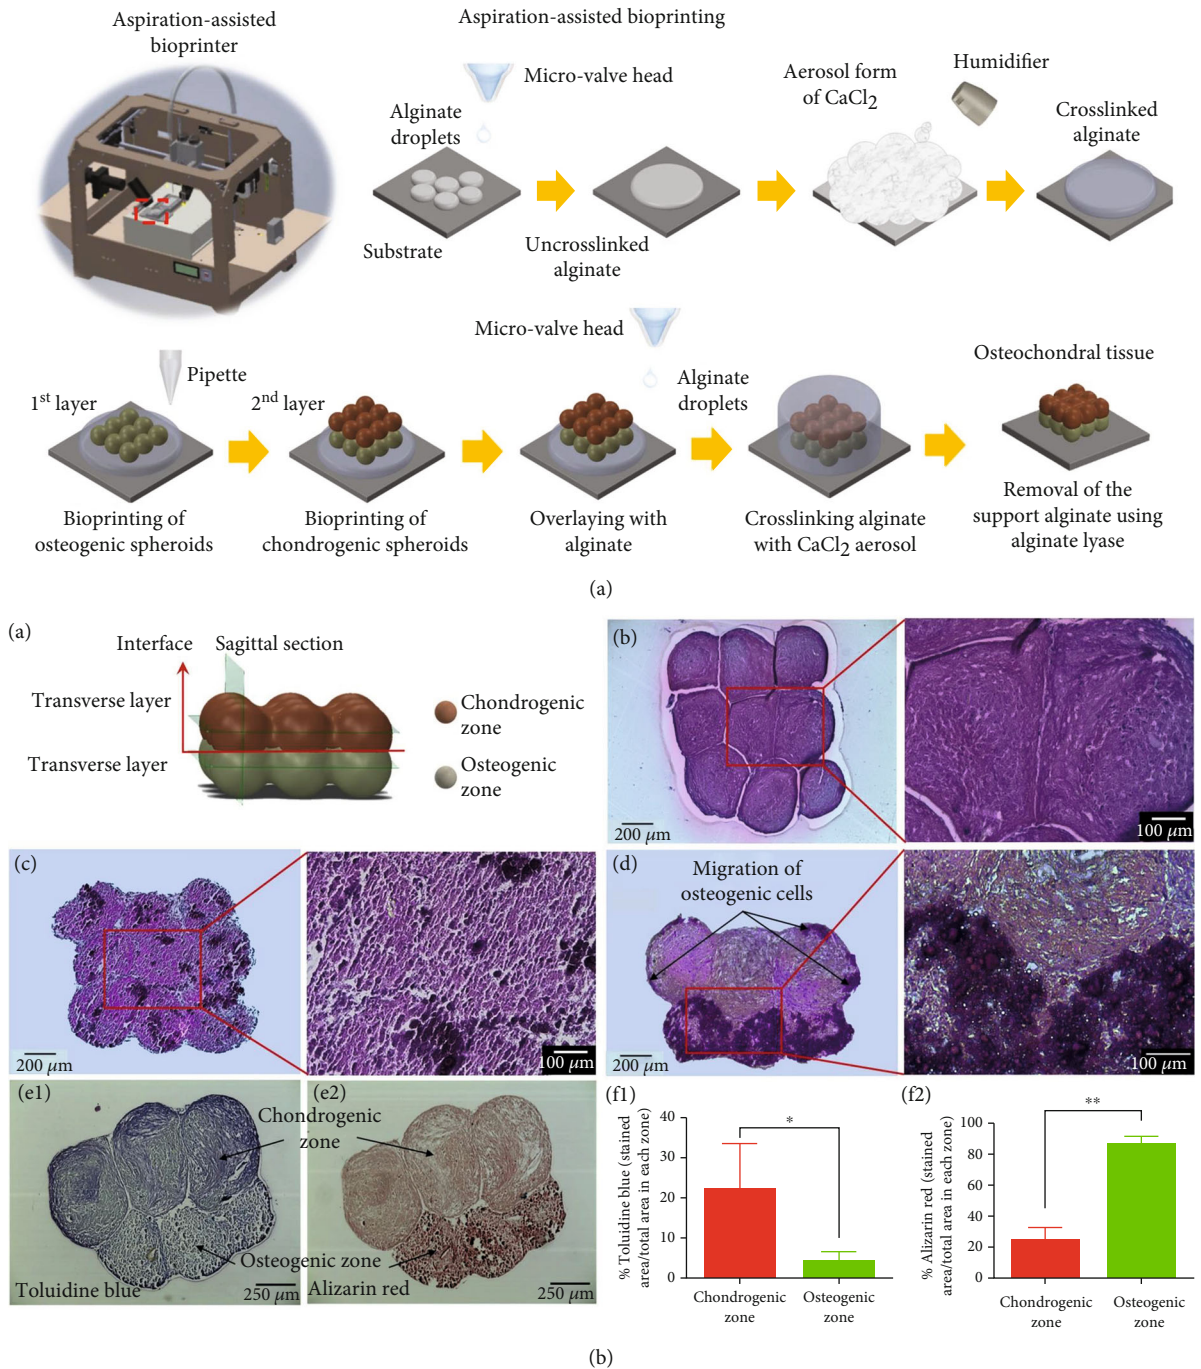 Aspiration-assisted
bioprinter
Aspiration-assisted bioprinting
Micro-valve head
Alginate
droplets
Substrate
Uncrosslinked
alginate
Aerosol form
of CaCl2
Humidifier
Crosslinked
alginate
1st layer
Pipette
Bioprinting of
osteogenic spheroids
2nd layer
Bioprinting of
chondrogenic spheroids
Micro-valve head
Alginate
droplets
Overlaying with
alginate
Crosslinking alginate
with CaCl2 aerosol
Osteochondral tissue
Removal of the
support alginate using
alginate lyase
(a)
(a)
Interface
Sagittal section
Transverse layer
Transverse layer
Chondrogenic
zone
Osteogenic
zone
(b)
200 μm
100 μm
(c)
200 μm
100 μm
(d)
Migration of
osteogenic cells
200 μm
100 μm
(e1)
Toluidine blue
250 μm
(e2)
Chondrogenic
zone
Osteogenic zone
Alizarin red
250 μm
(f1)
% Toluidine blue (stained
area/total area in each zone)
40
30
20
10
0
*
Chondrogenic
zone
Osteogenic
zone
(f2)
% Alizarin red (stained
area/total area in each zone)
100
80
60
40
20
0
**
Chondrogenic
zone
Osteogenic
zone
(b)